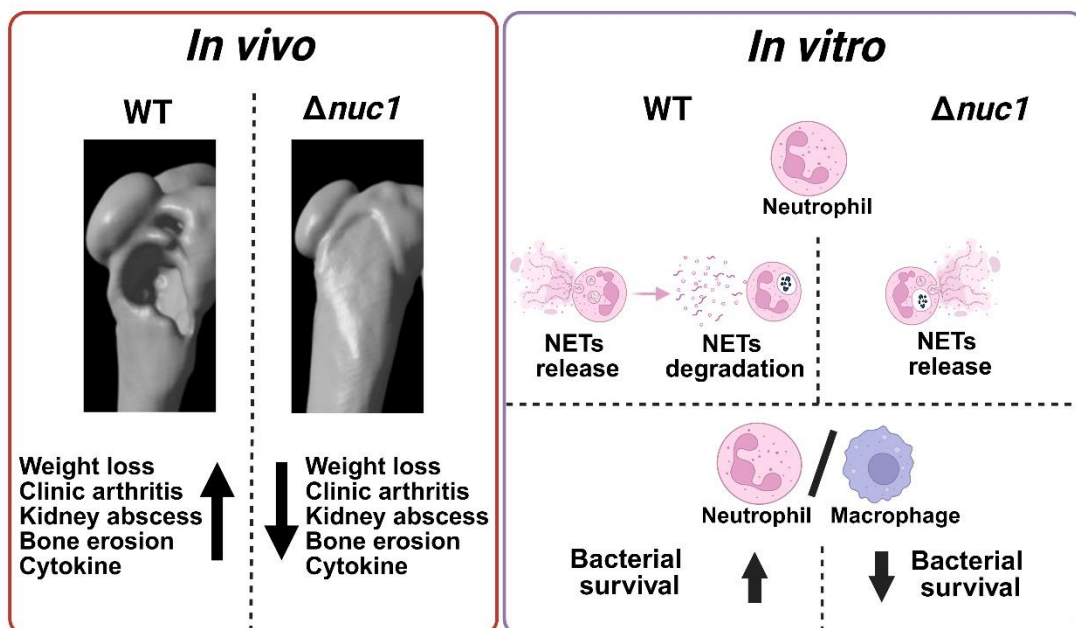 In vivo
WT
Δnuc1
Weight loss
Clinic arthritis
Kidney abscess
Bone erosion
Cytokine
Weight loss
Clinic arthritis
Kidney abscess
Bone erosion
Cytokine
In vitro
WT
Δnuc1
Neutrophil
NETs
release
NETs
degradation
NETs
release
Neutrophil
Macrophage
Bacterial
survival
Bacterial
survival